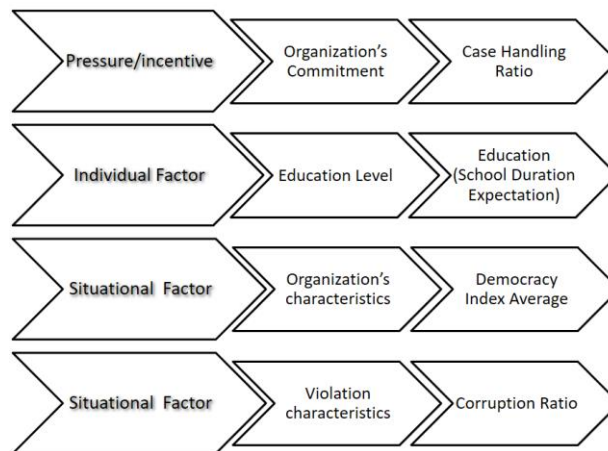 Pressure/incentive
Organization's
Commitment
Case Handling
Ratio
Individual Factor
Education Level
Education
(School Duration
Expectation)
Situational Factor
Organization's
characteristics
Democracy
Index Average
Situational Factor
Violation
characteristics
Corruption Ratio